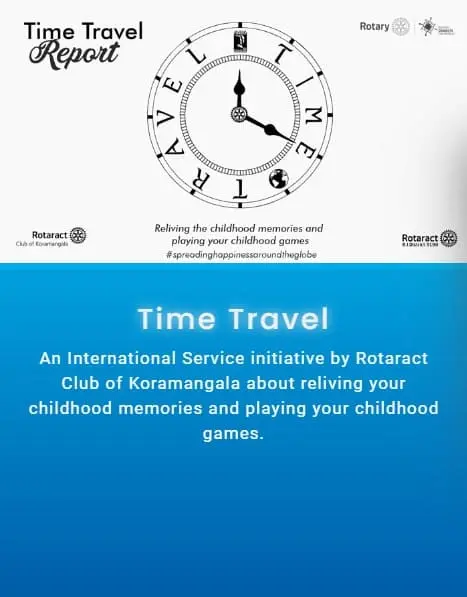 Time Travel
Report
Rotary
TIME TRAVEL
Rotaract
Club of Koramangala
Reliving the childhood memories and
playing your childhood games
#spreadinghappinessaroundtheglobe
Rotaract
Time Travel
An International Service initiative by Rotaract
Club of Koramangala about reliving your
childhood memories and playing your childhood
games.